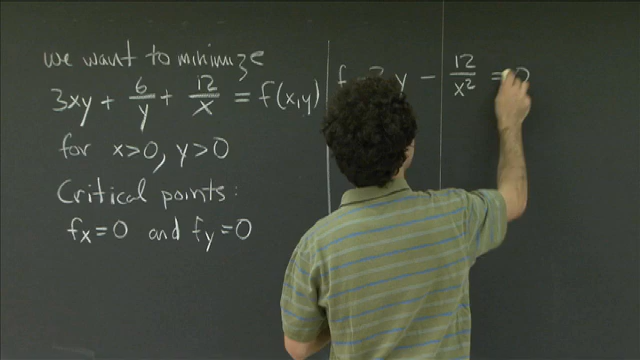 we want to minimize
3xy + 6/y + 12/x = f(x,y)
for x>0, y>0
Critical points:
fx=0 and fy=0
y - 12/x² =